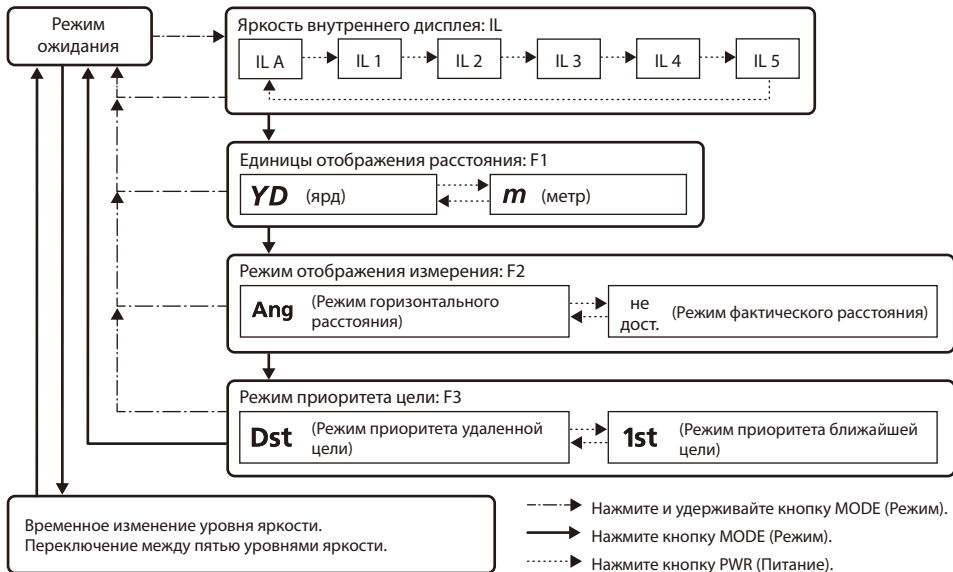 Режим
ожидания
Яркость внутреннего дисплея: IL
IL A
IL 1
IL 2
IL 3
IL 4
IL 5
Единицы отображения расстояния: F1
YD (ярд)
m (метр)
Режим отображения измерения: F2
Ang (Режим горизонтального
расстояния)
не
дост. (Режим фактического расстояния)
Режим приоритета цели: F3
Dst (Режим приоритета удаленной
цели)
1st (Режим приоритета ближайшей
цели)
Временное изменение уровня яркости.
Переключение между пятью уровнями яркости.
Нажмите и удерживайте кнопку MODE (Режим).
Нажмите кнопку MODE (Режим).
Нажмите кнопку PWR (Питание).